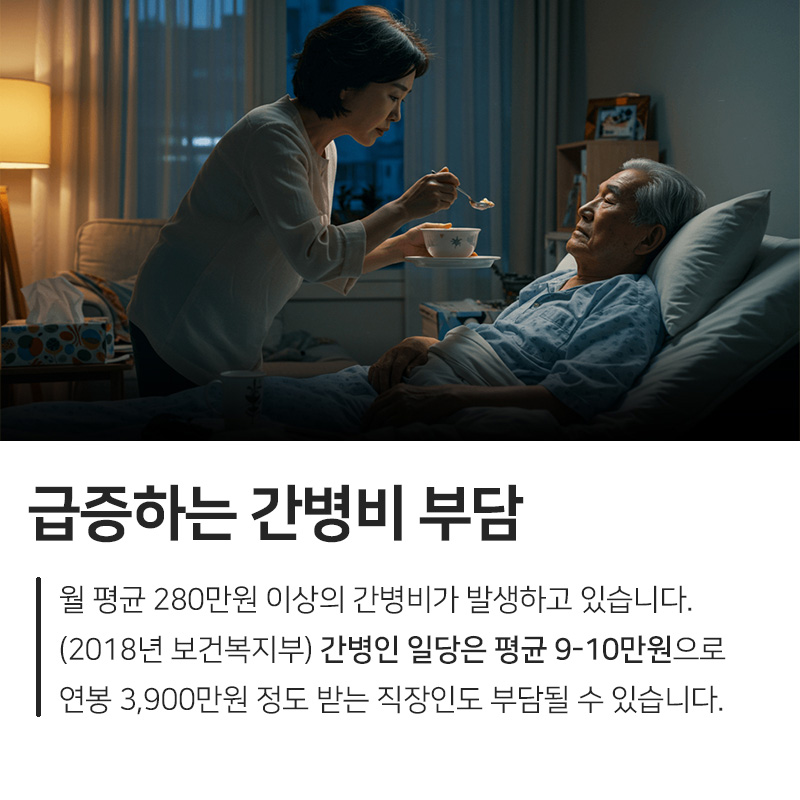 급증하는 간병비 부담
월 평균 280만원 이상의 간병비가 발생하고 있습니다.
(2018년 보건복지부) 간병인 일당은 평균 9-10만원으로
연봉 3,900만원 정도 받는 직장인도 부담될 수 있습니다.